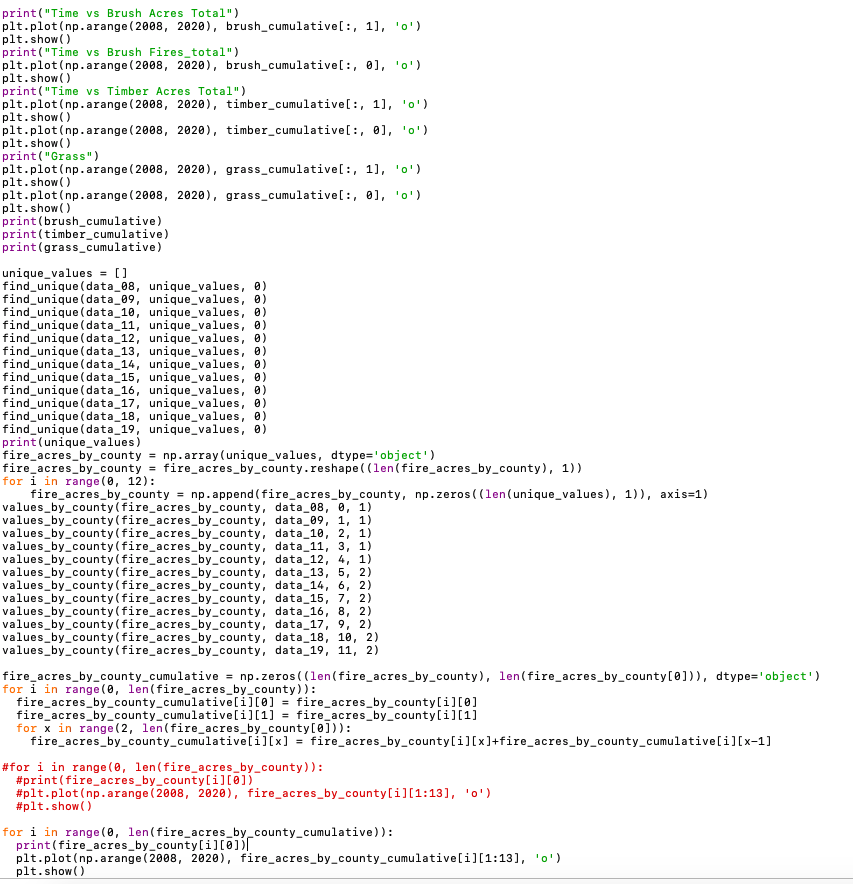 print("Time vs Brush Acres Total")
plt.plot(np.arange(2008, 2020), brush_cumulative[:, 1], 'o')
plt.show()
print("Time vs Brush Fires_total")
plt.plot(np.arange(2008, 2020), brush_cumulative[:, 0], 'o')
plt.show()
print("Time vs Timber Acres Total")
plt.plot(np.arange(2008, 2020), timber_cumulative[:, 1], 'o')
plt.show()
plt.plot(np.arange(2008, 2020), timber_cumulative[:, 0], 'o')
plt.show()
print("Grass")
plt.plot(np.arange(2008, 2020), grass_cumulative[:, 1], 'o')
plt.show()
plt.plot(np.arange(2008, 2020), grass_cumulative[:, 0], 'o')
plt.show()
print(brush_cumulative)
print(timber_cumulative)
print(grass_cumulative)

unique_values = []
find_unique(data_08, unique_values, 0)
find_unique(data_09, unique_values, 0)
find_unique(data_10, unique_values, 0)
find_unique(data_11, unique_values, 0)
find_unique(data_12, unique_values, 0)
find_unique(data_13, unique_values, 0)
find_unique(data_14, unique_values, 0)
find_unique(data_15, unique_values, 0)
find_unique(data_16, unique_values, 0)
find_unique(data_17, unique_values, 0)
find_unique(data_18, unique_values, 0)
find_unique(data_19, unique_values, 0)
print(unique_values)
fire_acres_by_county = np.array(unique_values, dtype='object')
fire_acres_by_county = fire_acres_by_county.reshape((len(fire_acres_by_county), 1))
for i in range(0, 12):
    fire_acres_by_county = np.append(fire_acres_by_county, np.zeros((len(unique_values), 1)), axis=1)
values_by_county(fire_acres_by_county, data_08, 0, 1)
values_by_county(fire_acres_by_county, data_09, 1, 1)
values_by_county(fire_acres_by_county, data_10, 2, 1)
values_by_county(fire_acres_by_county, data_11, 3, 1)
values_by_county(fire_acres_by_county, data_12, 4, 1)
values_by_county(fire_acres_by_county, data_13, 5, 2)
values_by_county(fire_acres_by_county, data_14, 6, 2)
values_by_county(fire_acres_by_county, data_15, 7, 2)
values_by_county(fire_acres_by_county, data_16, 8, 2)
values_by_county(fire_acres_by_county, data_17, 9, 2)
values_by_county(fire_acres_by_county, data_18, 10, 2)
values_by_county(fire_acres_by_county, data_19, 11, 2)

fire_acres_by_county_cumulative = np.zeros((len(fire_acres_by_county), len(fire_acres_by_county[0])), dtype='object')
for i in range(0, len(fire_acres_by_county)):
  fire_acres_by_county_cumulative[i][0] = fire_acres_by_county[i][0]
  fire_acres_by_county_cumulative[i][1] = fire_acres_by_county[i][1]
  for x in range(2, len(fire_acres_by_county[0])):
    fire_acres_by_county_cumulative[i][x] = fire_acres_by_county[i][x]+fire_acres_by_county_cumulative[i][x-1]

#for i in range(0, len(fire_acres_by_county)):
  #print(fire_acres_by_county[i][0])
  #plt.plot(np.arange(2008, 2020), fire_acres_by_county[i][1:13], 'o')
  #plt.show()

for i in range(0, len(fire_acres_by_county_cumulative)):
  print(fire_acres_by_county[i][0])
  plt.plot(np.arange(2008, 2020), fire_acres_by_county_cumulative[i][1:13], 'o')
  plt.show()